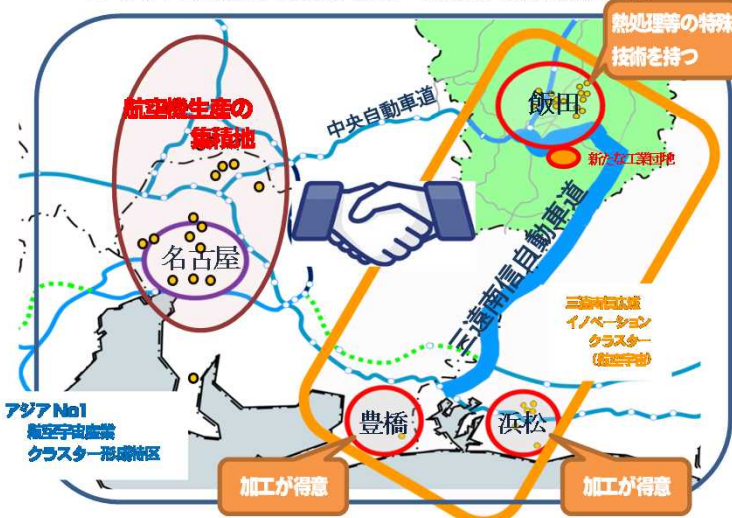 熱処理等の特殊
技術を持つ
航空機生産の
集積地
飯田
中央自動車道
新たな工業団地
名古屋
三遠南信自動車道
三遠南信広域
イノベーション
クラスター
(航空宇宙)
アジアNo1
航空宇宙産業
クラスター形成特区
豊橋
浜松
加工が得意
加工が得意